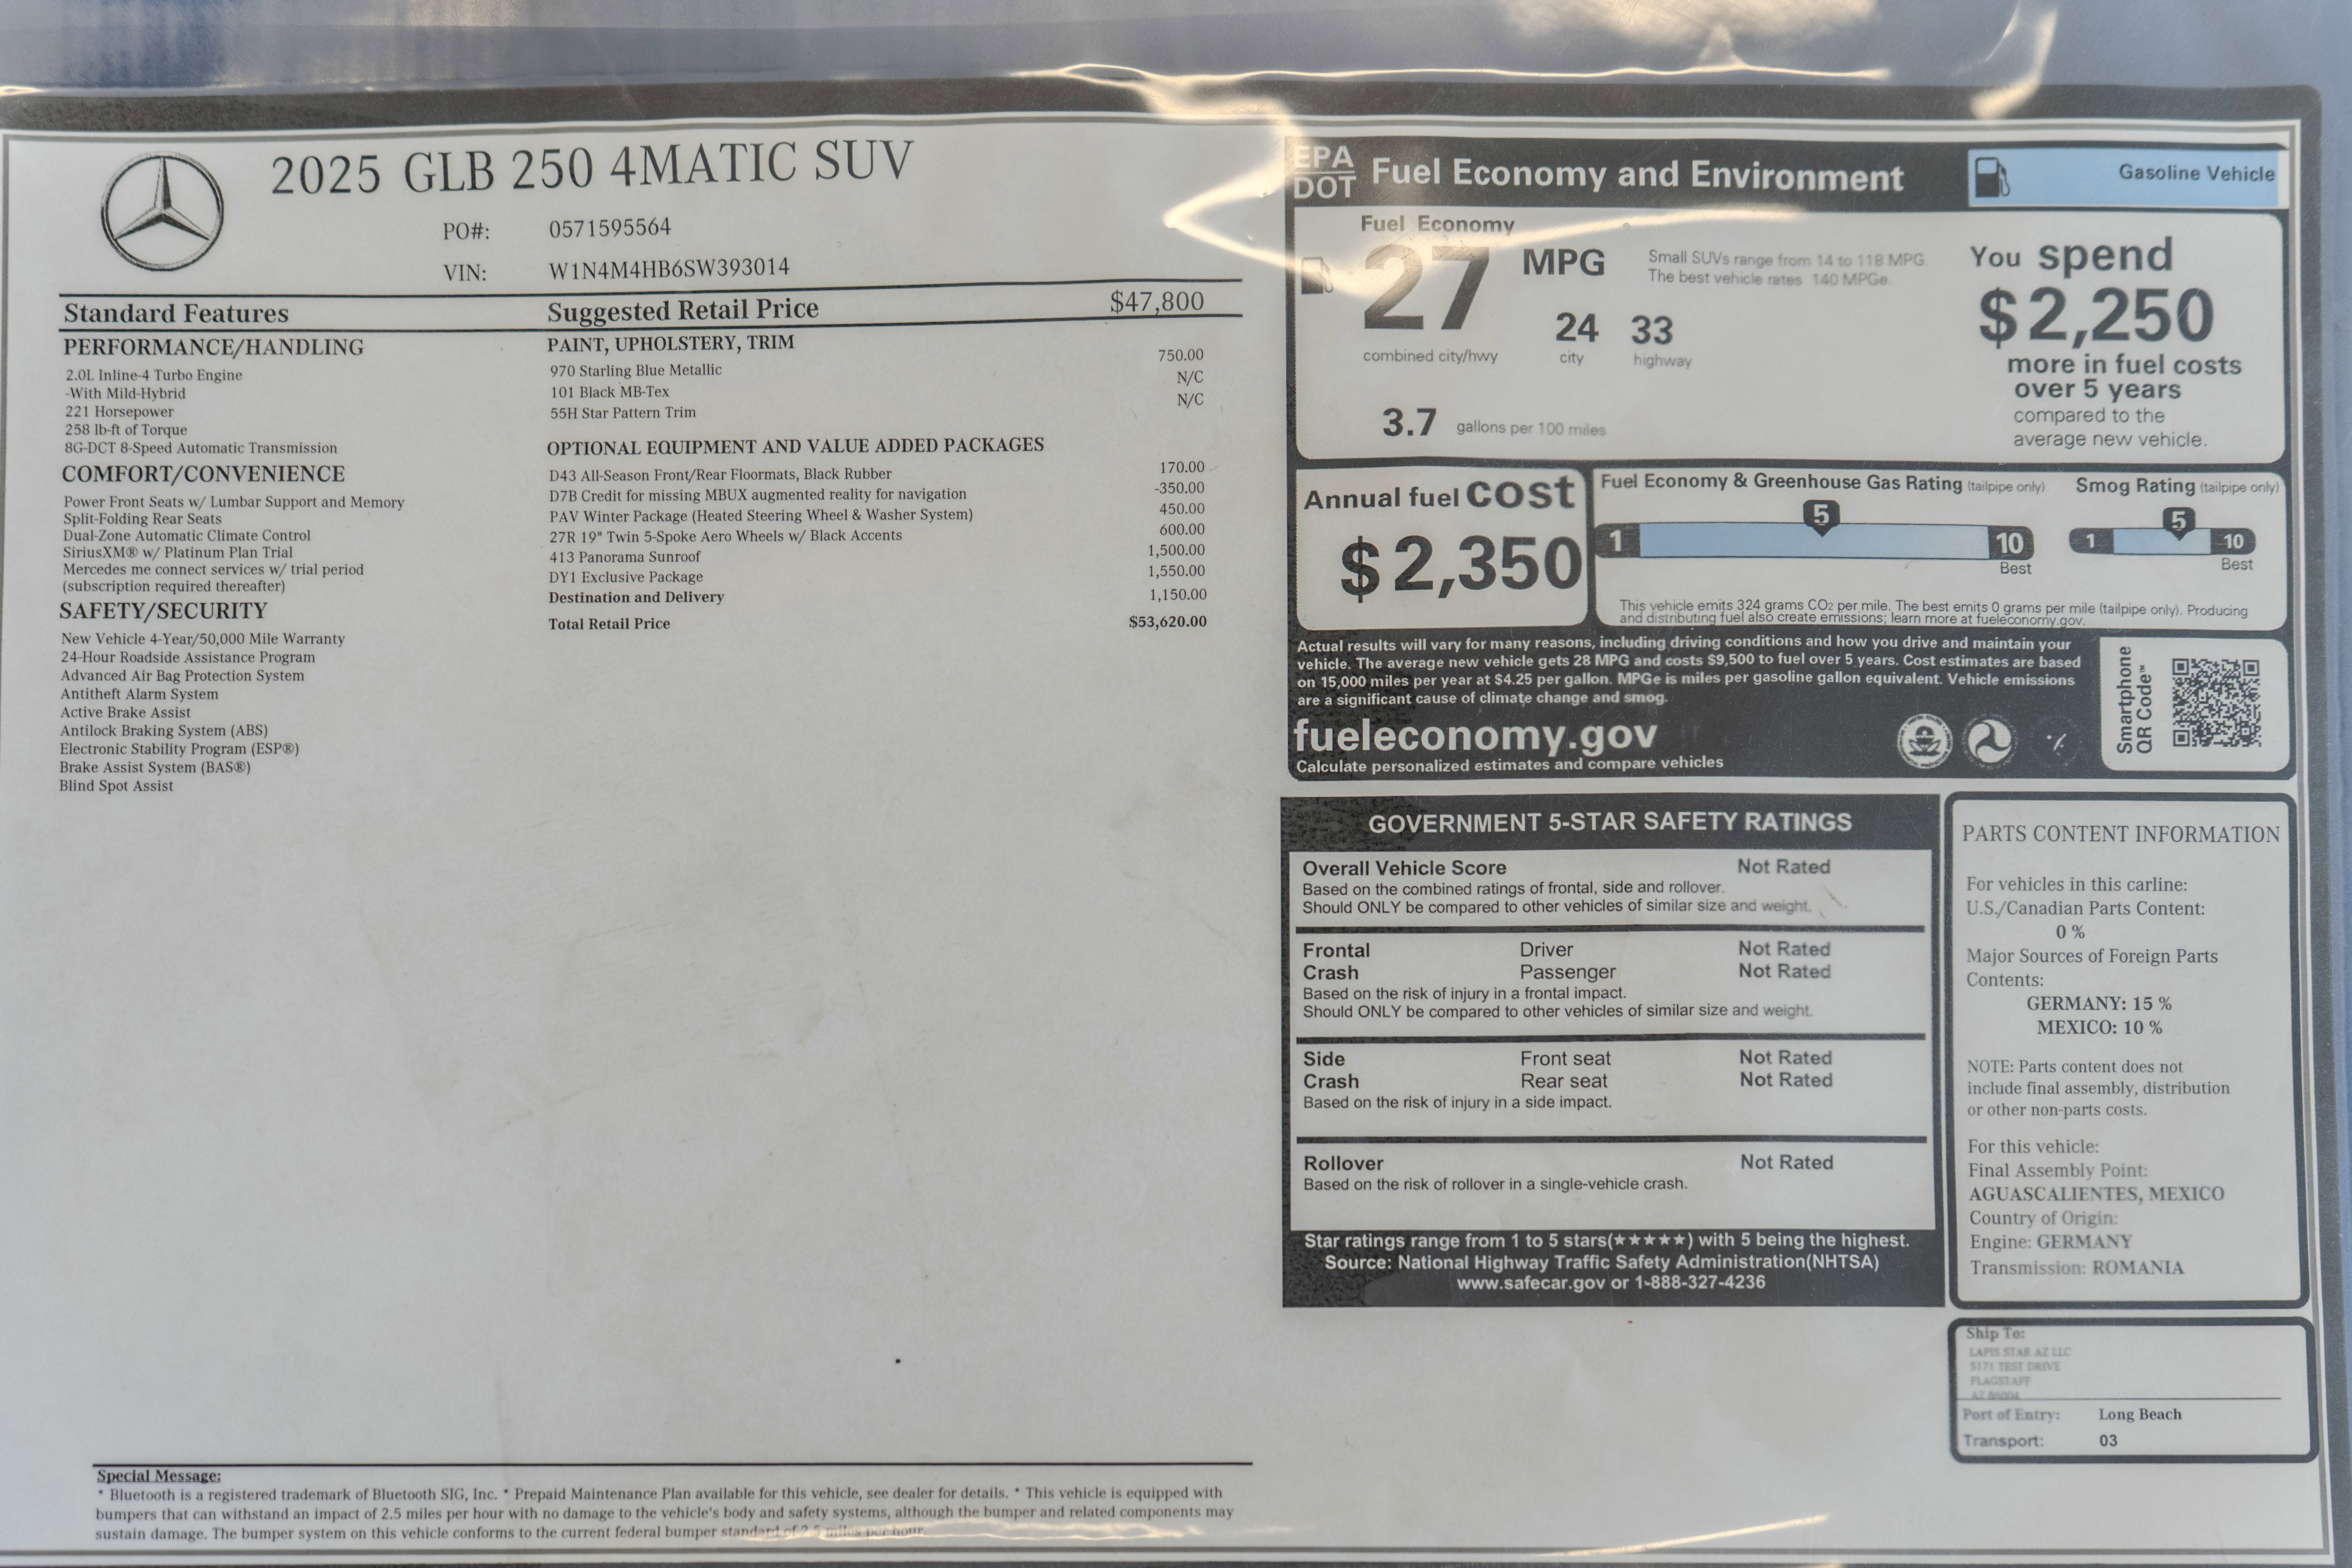 2025 GLB 250 4MATIC SUV
PO#: 0571595564
VIN: W1N4M4HB6SW393014
Standard Features
PERFORMANCE/HANDLING
2.0L Inline-4 Turbo Engine
-With Mild-Hybrid
221 Horsepower
258 lb-ft of Torque
8G-DCT 8-Speed Automatic Transmission
COMFORT/CONVENIENCE
Power Front Seats w/ Lumbar Support and Memory
Split-Folding Rear Seats
Dual-Zone Automatic Climate Control
SiriusXM® w/ Platinum Plan Trial
Mercedes me connect services w/ trial period
(subscription required thereafter)
SAFETY/SECURITY
New Vehicle 4-Year/50,000 Mile Warranty
24-Hour Roadside Assistance Program
Advanced Air Bag Protection System
Antitheft Alarm System
Active Brake Assist
Antilock Braking System (ABS)
Electronic Stability Program (ESP®)
Brake Assist System (BAS®)
Blind Spot Assist
Suggested Retail Price $47,800
PAINT, UPHOLSTERY, TRIM
970 Starling Blue Metallic 750.00
101 Black MB-Tex N/C
55H Star Pattern Trim N/C
OPTIONAL EQUIPMENT AND VALUE ADDED PACKAGES
D43 All-Season Front/Rear Floormats, Black Rubber 170.00
D7B Credit for missing MBUX augmented reality for navigation -350.00
PAV Winter Package (Heated Steering Wheel & Washer System) 450.00
27R 19" Twin 5-Spoke Aero Wheels w/ Black Accents 600.00
413 Panorama Sunroof 1,500.00
DY1 Exclusive Package 1,550.00
Destination and Delivery 1,150.00
Total Retail Price $53,620.00
Special Message:
* Bluetooth is a registered trademark of Bluetooth SIG, Inc. * Prepaid Maintenance Plan available for this vehicle, see dealer for details. * This vehicle is equipped with
bumpers that can withstand an impact of 2.5 miles per hour with no damage to the vehicle's body and safety systems, although the bumper and related components may
sustain damage. The bumper system on this vehicle conforms to the current federal bumper standard of 2.5 miles per hour.
EPA
DOT
Fuel Economy and Environment
Gasoline Vehicle
Fuel Economy
27 MPG
24 33
combined city/hwy city highway
3.7 gallons per 100 miles
Small SUVs range from 14 to 118 MPG.
The best vehicle rates 140 MPGe.
You spend
$2,250
more in fuel costs
over 5 years
compared to the
average new vehicle.
Annual fuel cost
$2,350
Fuel Economy & Greenhouse Gas Rating (tailpipe only)
1 5 10
Best
Smog Rating (tailpipe only)
1 5 10
Best
This vehicle emits 324 grams CO2 per mile. The best emits 0 grams per mile (tailpipe only). Producing
and distributing fuel also create emissions; learn more at fueleconomy.gov.
Actual results will vary for many reasons, including driving conditions and how you drive and maintain your
vehicle. The average new vehicle gets 28 MPG and costs $9,500 to fuel over 5 years. Cost estimates are based
on 15,000 miles per year at $4.25 per gallon. MPGe is miles per gasoline gallon equivalent. Vehicle emissions
are a significant cause of climate change and smog.
fueleconomy.gov
Calculate personalized estimates and compare vehicles
Smartphone
QR Code™
GOVERNMENT 5-STAR SAFETY RATINGS
Overall Vehicle Score Not Rated
Based on the combined ratings of frontal, side and rollover.
Should ONLY be compared to other vehicles of similar size and weight.
Frontal Driver Not Rated
Crash Passenger Not Rated
Based on the risk of injury in a frontal impact.
Should ONLY be compared to other vehicles of similar size and weight.
Side Front seat Not Rated
Crash Rear seat Not Rated
Based on the risk of injury in a side impact.
Rollover Not Rated
Based on the risk of rollover in a single-vehicle crash.
Star ratings range from 1 to 5 stars(★★★★★) with 5 being the highest.
Source: National Highway Traffic Safety Administration(NHTSA)
www.safecar.gov or 1-888-327-4236
PARTS CONTENT INFORMATION
For vehicles in this carline:
U.S./Canadian Parts Content:
0 %
Major Sources of Foreign Parts
Contents:
GERMANY: 15 %
MEXICO: 10 %
NOTE: Parts content does not
include final assembly, distribution
or other non-parts costs.
For this vehicle:
Final Assembly Point:
AGUASCALIENTES, MEXICO
Country of Origin:
Engine: GERMANY
Transmission: ROMANIA
Ship To:
LAPIS STAR AZ LLC
5171 TEST DRIVE
FLAGSTAFF
AZ 86004
Port of Entry: Long Beach
Transport: 03